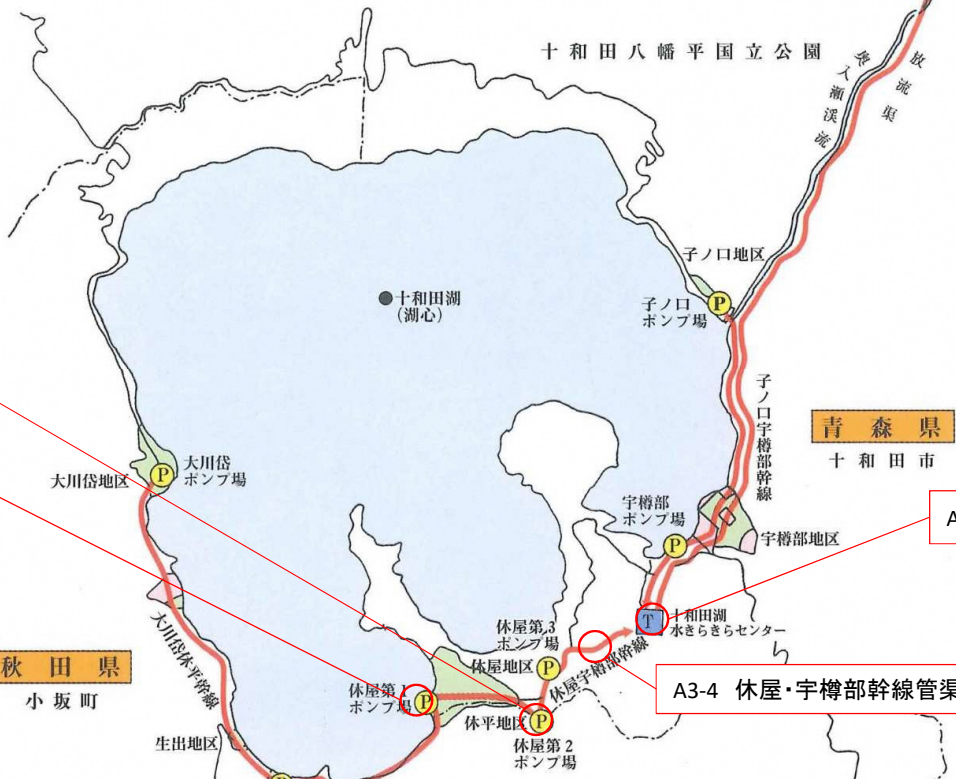 十和田八幡平国立公園
放流渠
奥入瀬渓流
子ノ口地区
P
子ノ口
ポンプ場
十和田湖
(湖心)
子ノ口宇樽部幹線
青森県
十和田市
大川岱
ポンプ場
P
大川岱地区
宇樽部
ポンプ場
P
宇樽部地区
A
T
十和田湖
水きらきらセンター
大川岱休平幹線
休屋第3
ポンプ場
P
休屋地区
休屋宇樽部幹線
秋田県
小坂町
A3-4 休屋・宇樽部幹線管渠
休屋第1
ポンプ場
P
休平地区
P
休屋第2
ポンプ場
生出地区